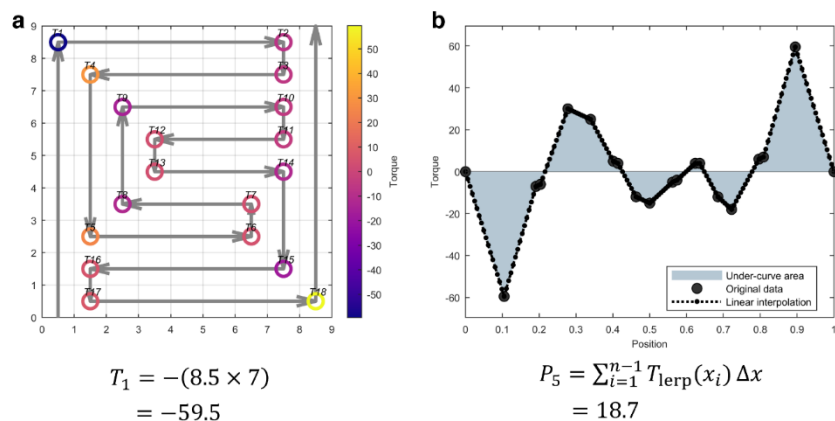 a
9
8
7
6
5
4
3
2
1
0
0 1 2 3 4 5 6 7 8 9
T1
T2
T4
T3
T9
T10
T12
T11
T13
T14
T8
T7
T5
T6
T16
T15
T17
T18
50
40
30
20
10
0
-10
-20
-30
-40
-50
Torque
T₁ = −(8.5 × 7)
= −59.5
b
60
40
20
0
-20
-40
-60
Torque
Under-curve area
Original data
Linear interpolation
0 0.1 0.2 0.3 0.4 0.5 0.6 0.7 0.8 0.9 1
Position
P₅ = ∑ⁿ⁻¹ᵢ₌₁ T_lerp(xᵢ) Δx
= 18.7